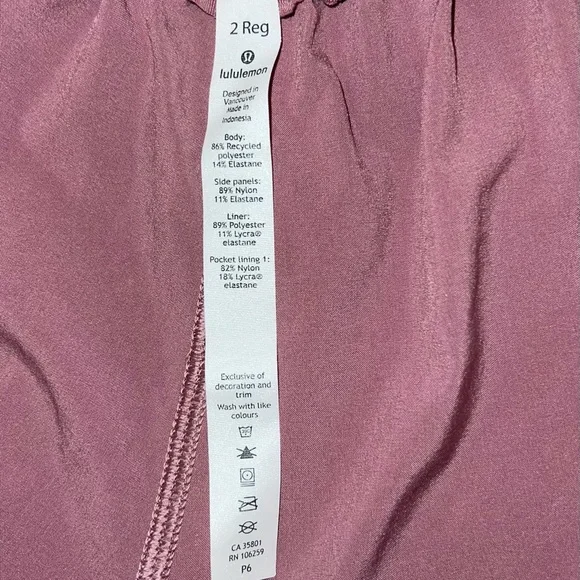 2 Reg
lululemon
Designed in
Vancouver
Made in
Indonesia
Body:
86% Recycled
polyester
14% Elastane
Side panels:
89% Nylon
11% Elastane
Liner:
89% Polyester
11% Lycra®
elastane
Pocket lining 1:
82% Nylon
18% Lycra®
elastane
Exclusive of
decoration and
trim
Wash with like
colours
CA 35801
RN 106259
P6